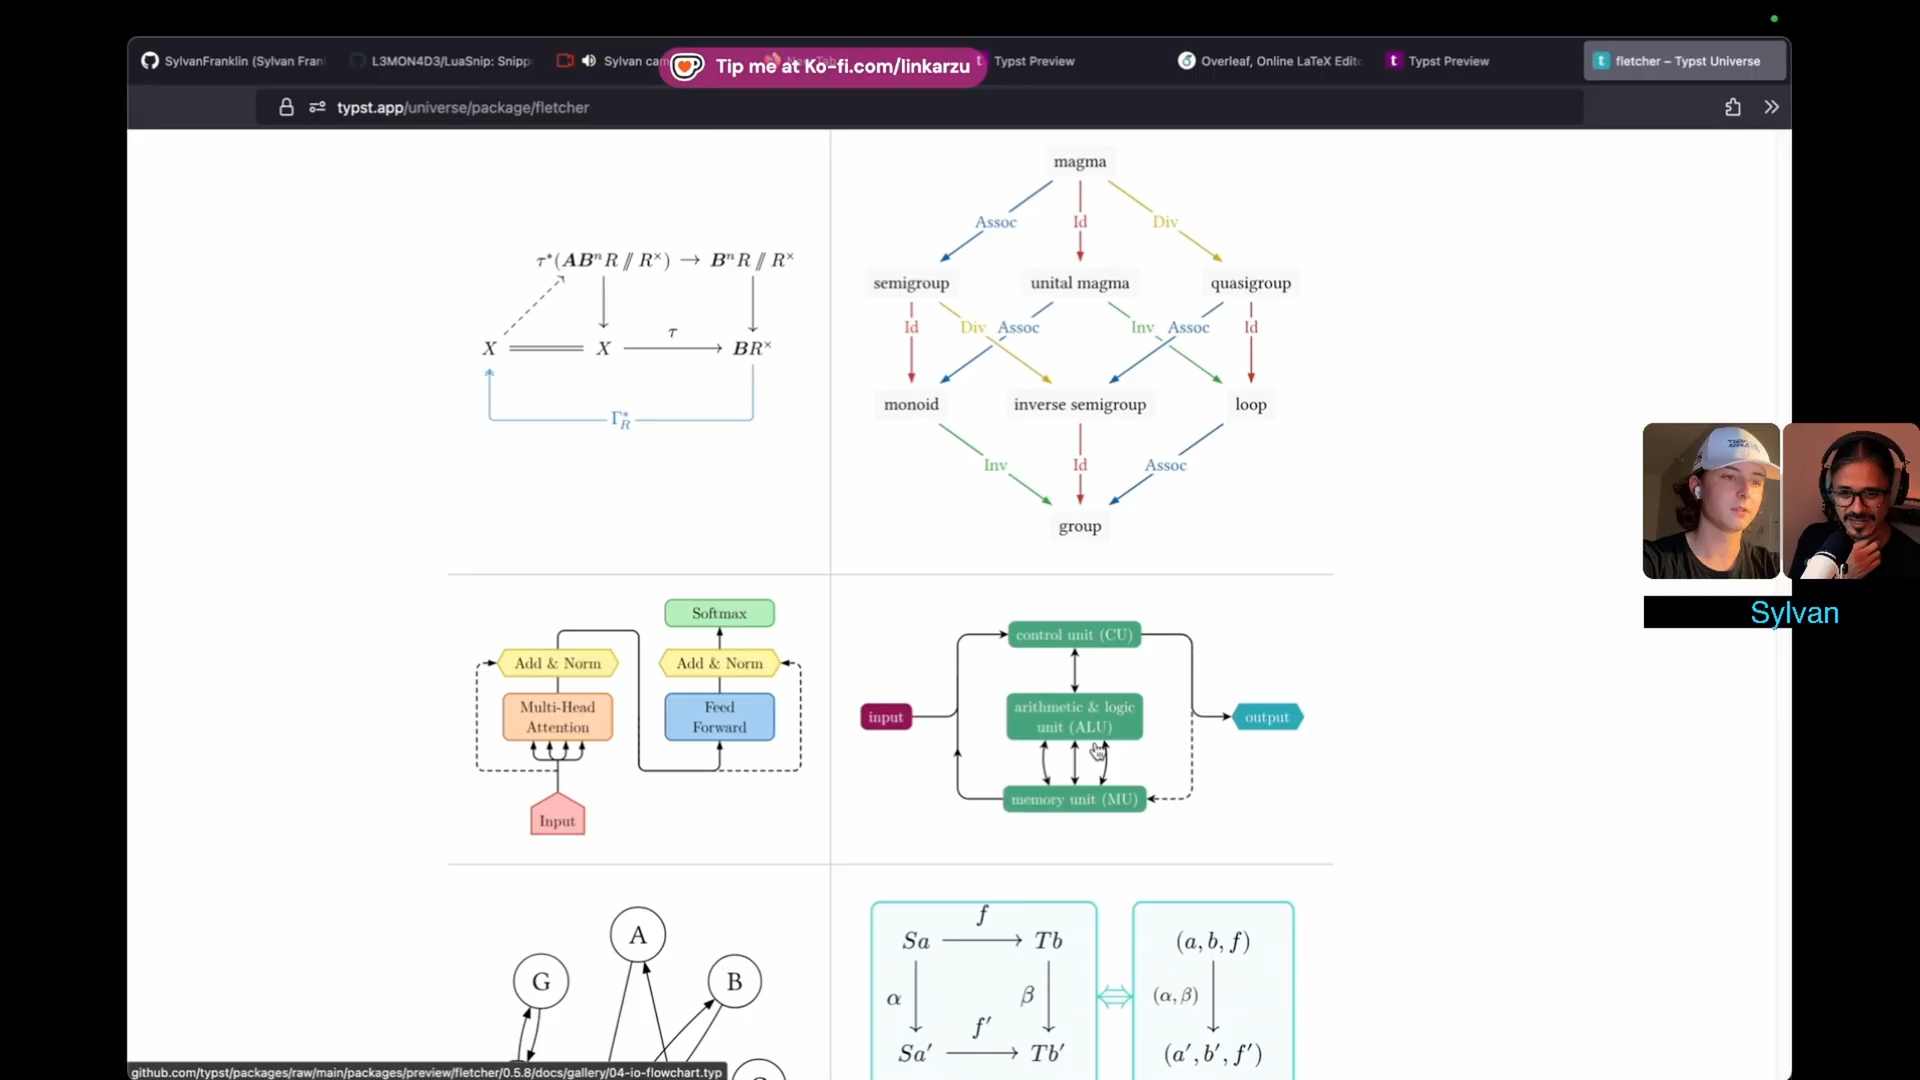 SylvanFranklin (Sylvan Fran
L3MON4D3/LuaSnip: Snipp
Sylvan cam
Tip me at Ko-fi.com/linkarzu
Typst Preview
Overleaf, Online LaTeX Edit
Typst Preview
fletcher – Typst Universe
typst.app/universe/package/fletcher
τ*(ABⁿR ⫽ R×) → BⁿR ⫽ R×
τ
X X BR×
Γ*R
magma
Assoc Id Div
semigroup unital magma quasigroup
Id Div Assoc Inv Assoc Id
monoid inverse semigroup loop
Inv Id Assoc
group
Softmax
Add & Norm Add & Norm
Multi-Head
Attention
Feed
Forward
Input
control unit (CU)
input
arithmetic & logic
unit (ALU)
output
memory unit (MU)
Sylvan
A
G
B
f
Sa Tb
α β
f′
Sa′ Tb′
(a, b, f)
(α, β)
(a′, b′, f′)
github.com/typst/packages/raw/main/packages/preview/fletcher/0.5.8/docs/gallery/04-io-flowchart.typ